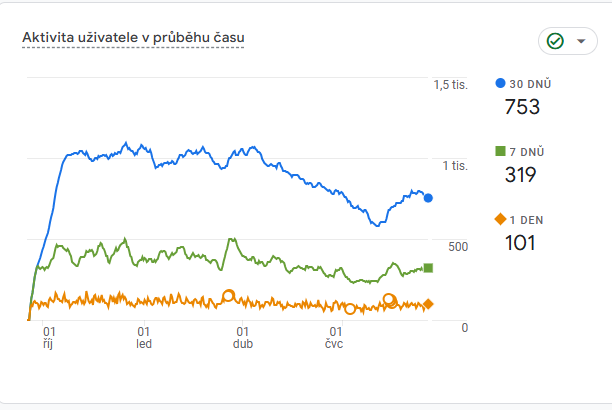 Aktivita uživatele v průběhu času
1,5 tis.
1 tis.
500
0
01
říj
01
led
01
dub
01
čvc
30 DNŮ
753
7 DNŮ
319
1 DEN
101